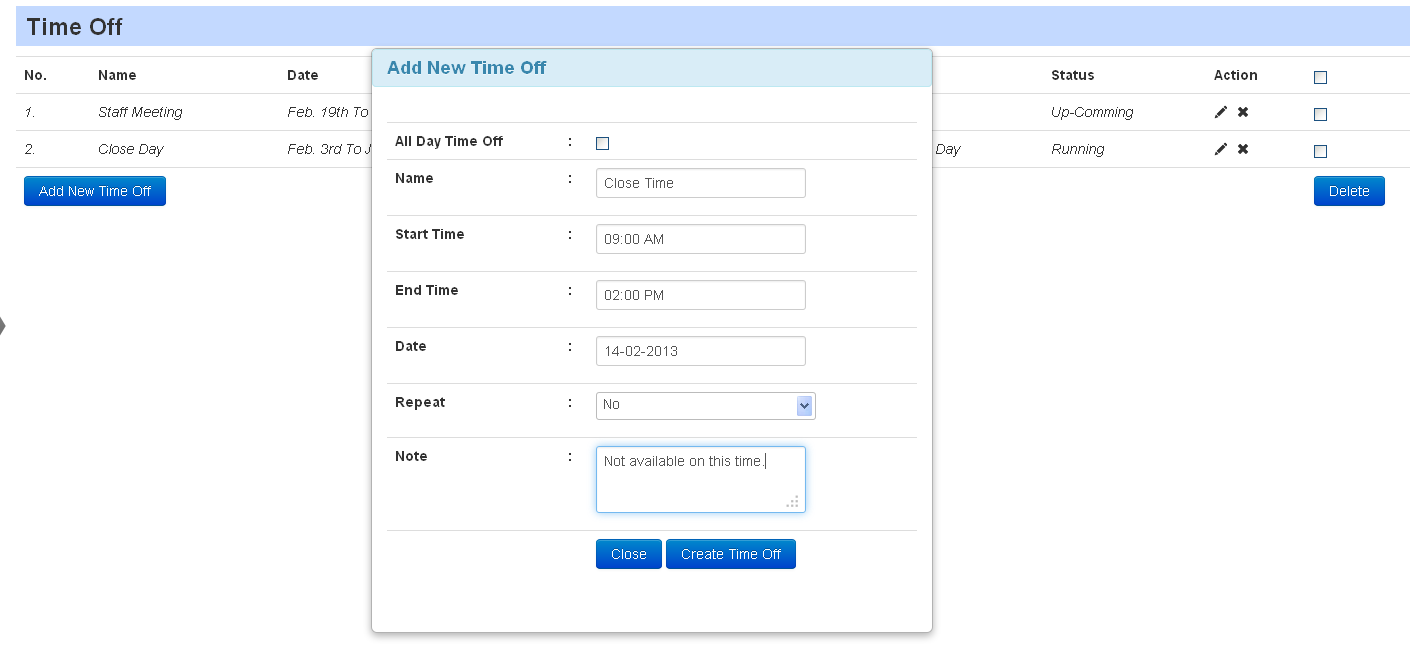 Time Off
No. Name Date Status Action
1. Staff Meeting Feb. 19th To Up-Comming
2. Close Day Feb. 3rd To J Day Running
Add New Time Off Delete
Add New Time Off
All Day Time Off :
Name : Close Time
Start Time : 09:00 AM
End Time : 02:00 PM
Date : 14-02-2013
Repeat : No
Note : Not available on this time.
Close Create Time Off